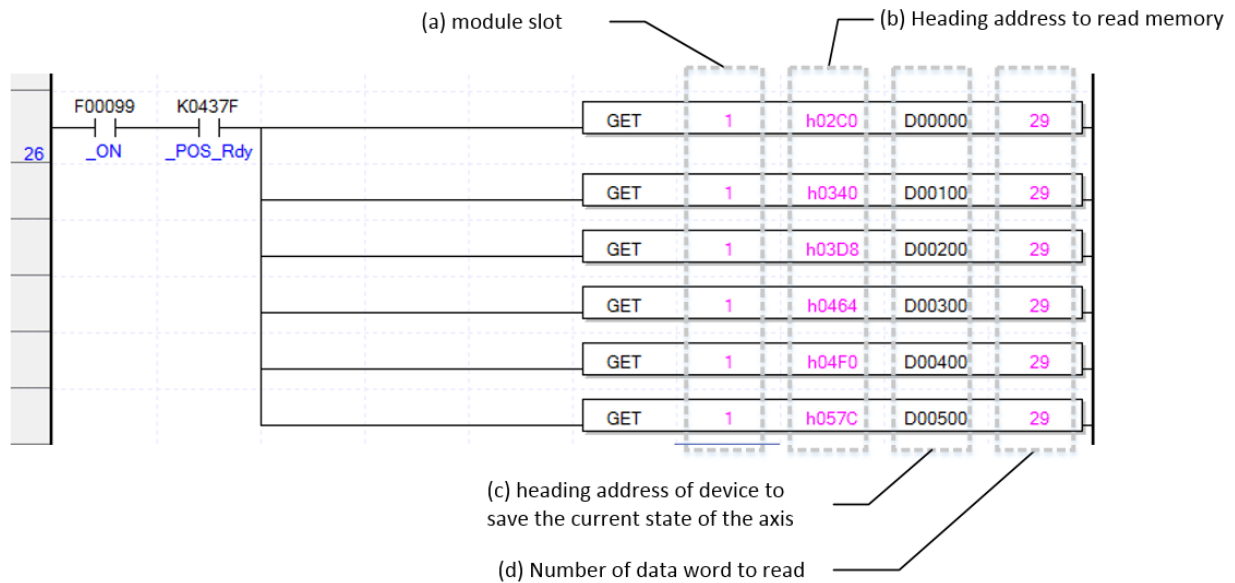 (a) module slot
(b) Heading address to read memory
F00099 K0437F
GET 1 h02C0 D00000 29
26 _ON _POS_Rdy
GET 1 h0340 D00100 29
GET 1 h03D8 D00200 29
GET 1 h0464 D00300 29
GET 1 h04F0 D00400 29
GET 1 h057C D00500 29
(c) heading address of device to
save the current state of the axis
(d) Number of data word to read